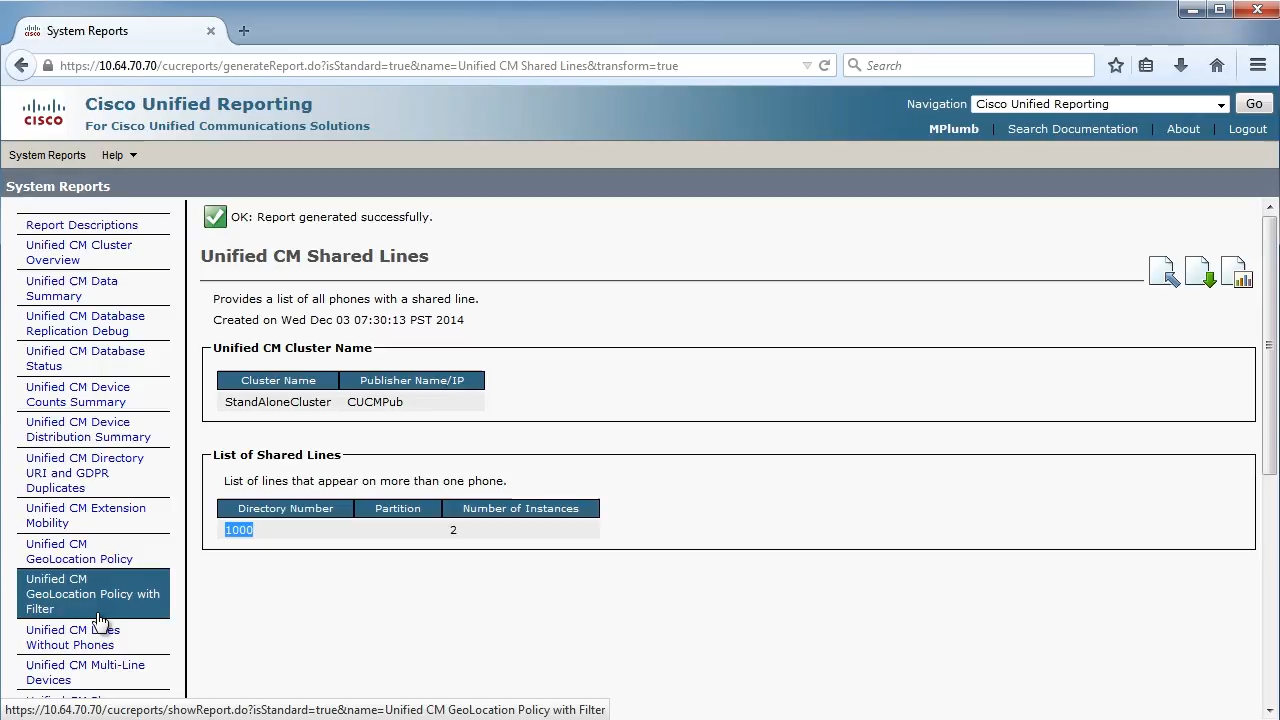 System Reports
https://10.64.70.70/cucreports/generateReport.do?isStandard=true&name=Unified CM Shared Lines&transform=true
Search
CISCO
Cisco Unified Reporting
For Cisco Unified Communications Solutions
Navigation
Cisco Unified Reporting
Go
MPlumb | Search Documentation | About | Logout
System Reports Help
System Reports
Report Descriptions
Unified CM Cluster
Overview
Unified CM Data
Summary
Unified CM Database
Replication Debug
Unified CM Database
Status
Unified CM Device
Counts Summary
Unified CM Device
Distribution Summary
Unified CM Directory
URI and GDPR
Duplicates
Unified CM Extension
Mobility
Unified CM
GeoLocation Policy
Unified CM
GeoLocation Policy with
Filter
Unified CM
Without Phones
Unified CM Multi-Line
Devices
OK: Report generated successfully.
Unified CM Shared Lines
Provides a list of all phones with a shared line.
Created on Wed Dec 03 07:30:13 PST 2014
Unified CM Cluster Name
Cluster Name Publisher Name/IP
StandAloneCluster CUCMPub
List of Shared Lines
List of lines that appear on more than one phone.
Directory Number Partition Number of Instances
1000 2
https://10.64.70.70/cucreports/showReport.do?isStandard=true&name=Unified CM GeoLocation Policy with Filter